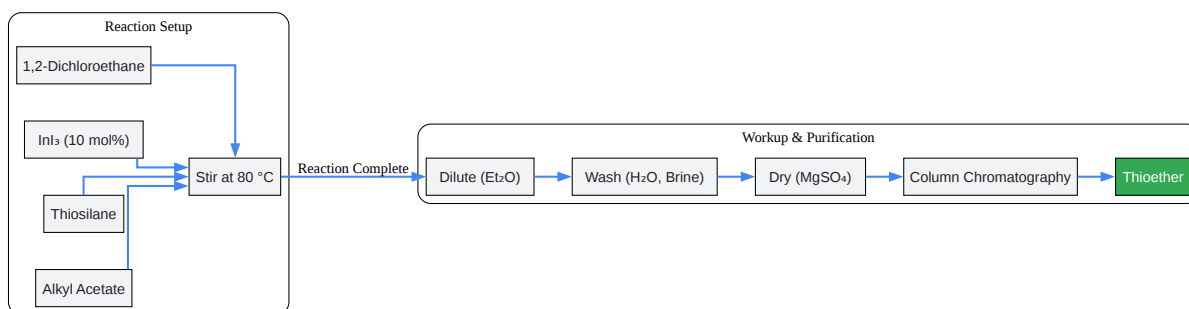 Reaction Setup
1,2-Dichloroethane
InI₃ (10 mol%)
Stir at 80 °C
Thiosilane
Alkyl Acetate
Reaction Complete
Workup & Purification
Dilute (Et₂O)
Wash (H₂O, Brine)
Dry (MgSO₄)
Column Chromatography
Thioether